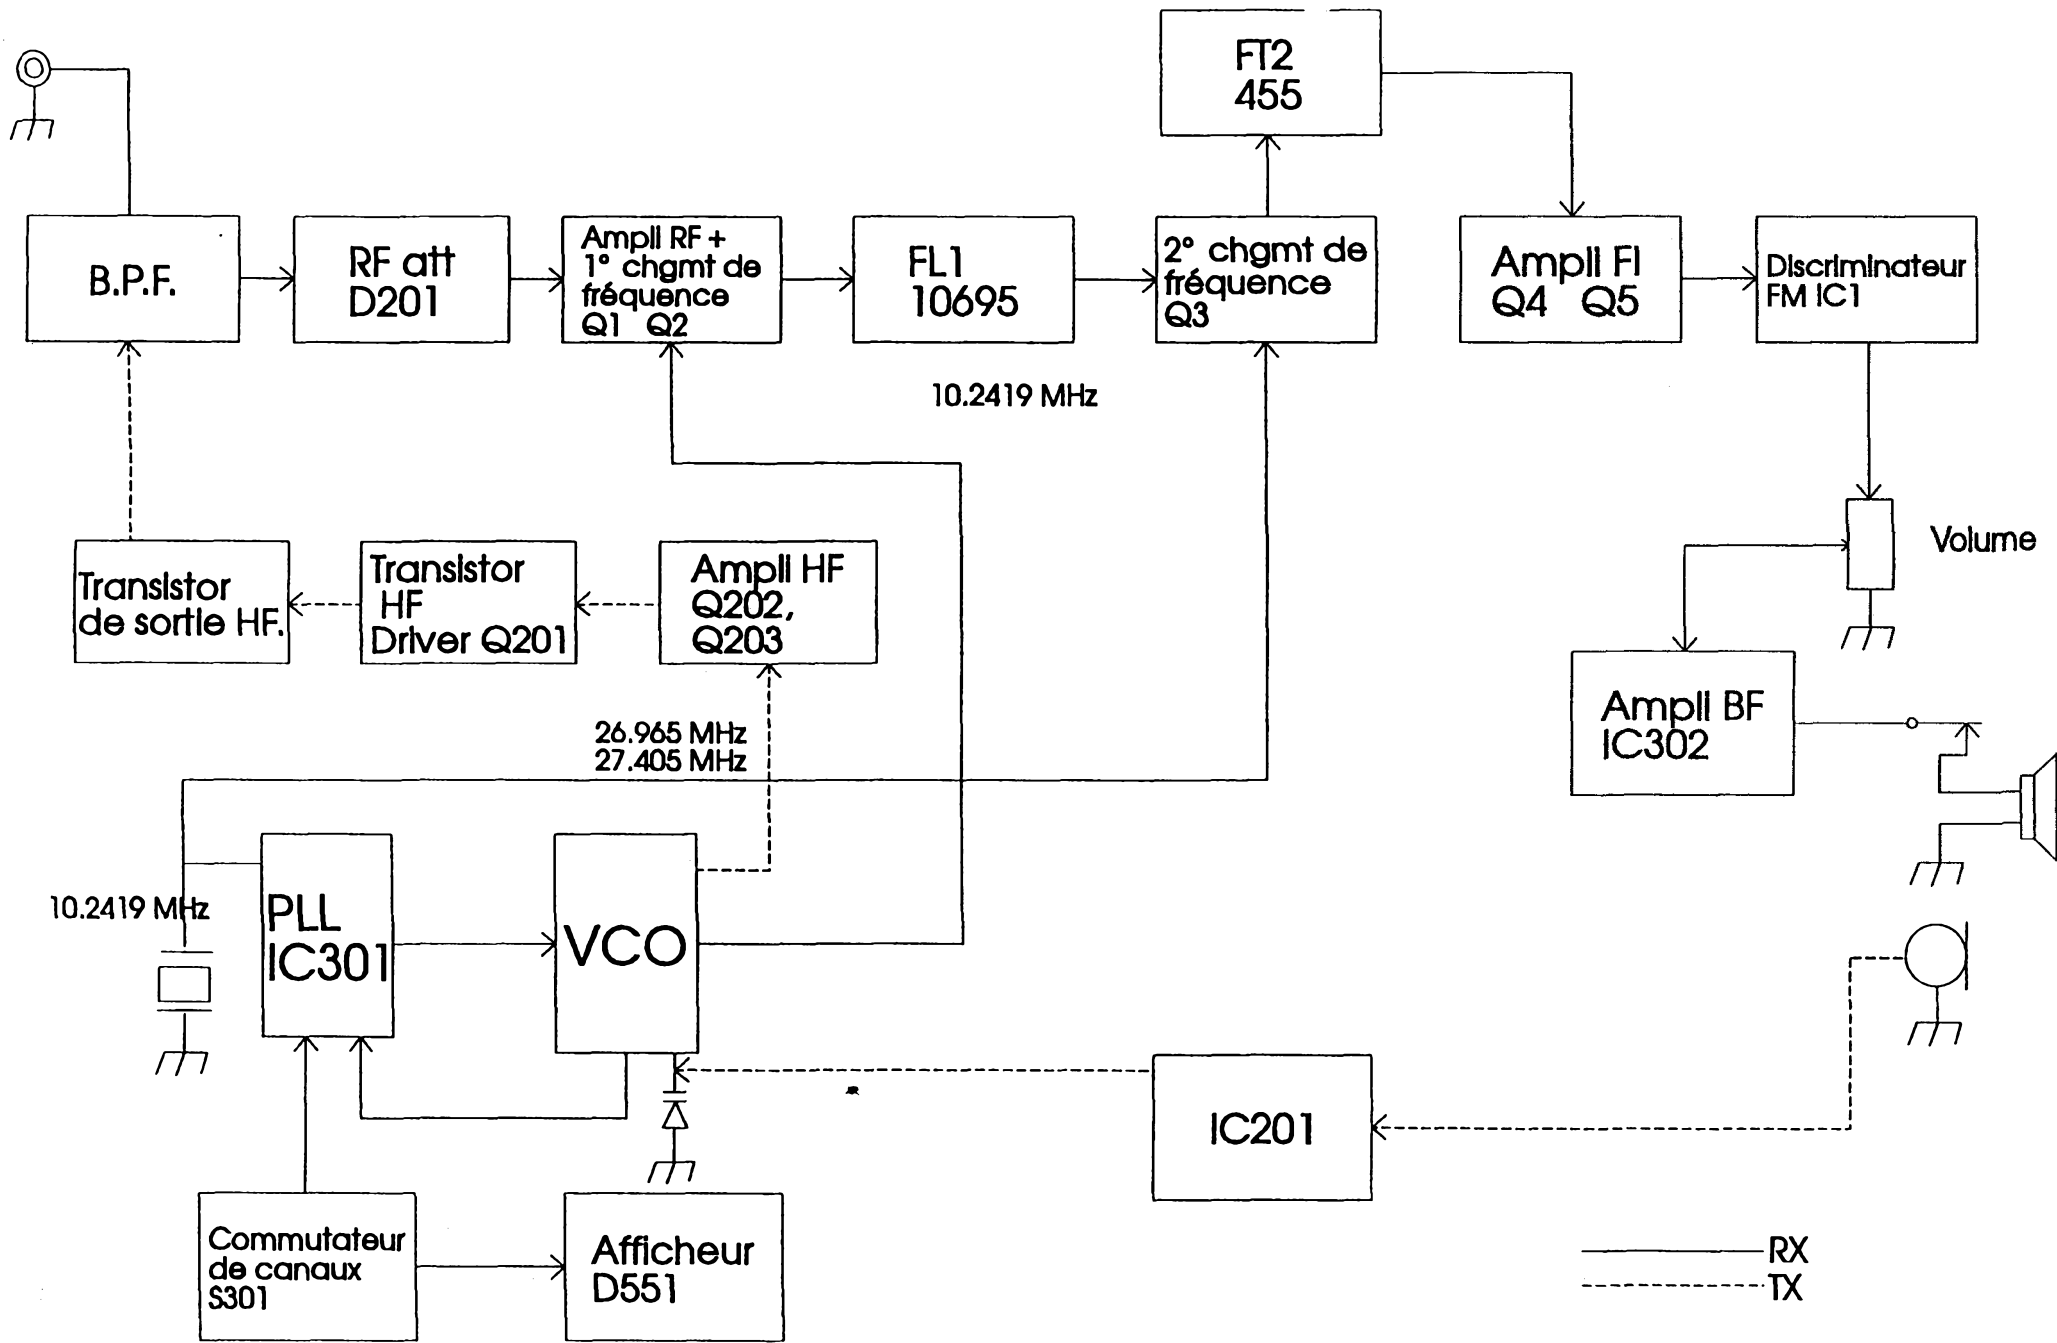 FT2
455
B.P.F.
RF att
D201
Ampli RF +
1° chgmt de
fréquence
Q1 Q2
FL1
10695
2° chgmt de
fréquence
Q3
Ampli FI
Q4 Q5
Discriminateur
FM IC1
10.2419 MHz
Volume
Transistor
de sortie HF.
Transistor
HF
Driver Q201
Ampli HF
Q202,
Q203
26.965 MHz
27.405 MHz
Ampli BF
IC302
10.2419 MHz
PLL
IC301
VCO
IC201
Commutateur
de canaux
S301
Afficheur
D551
RX
TX